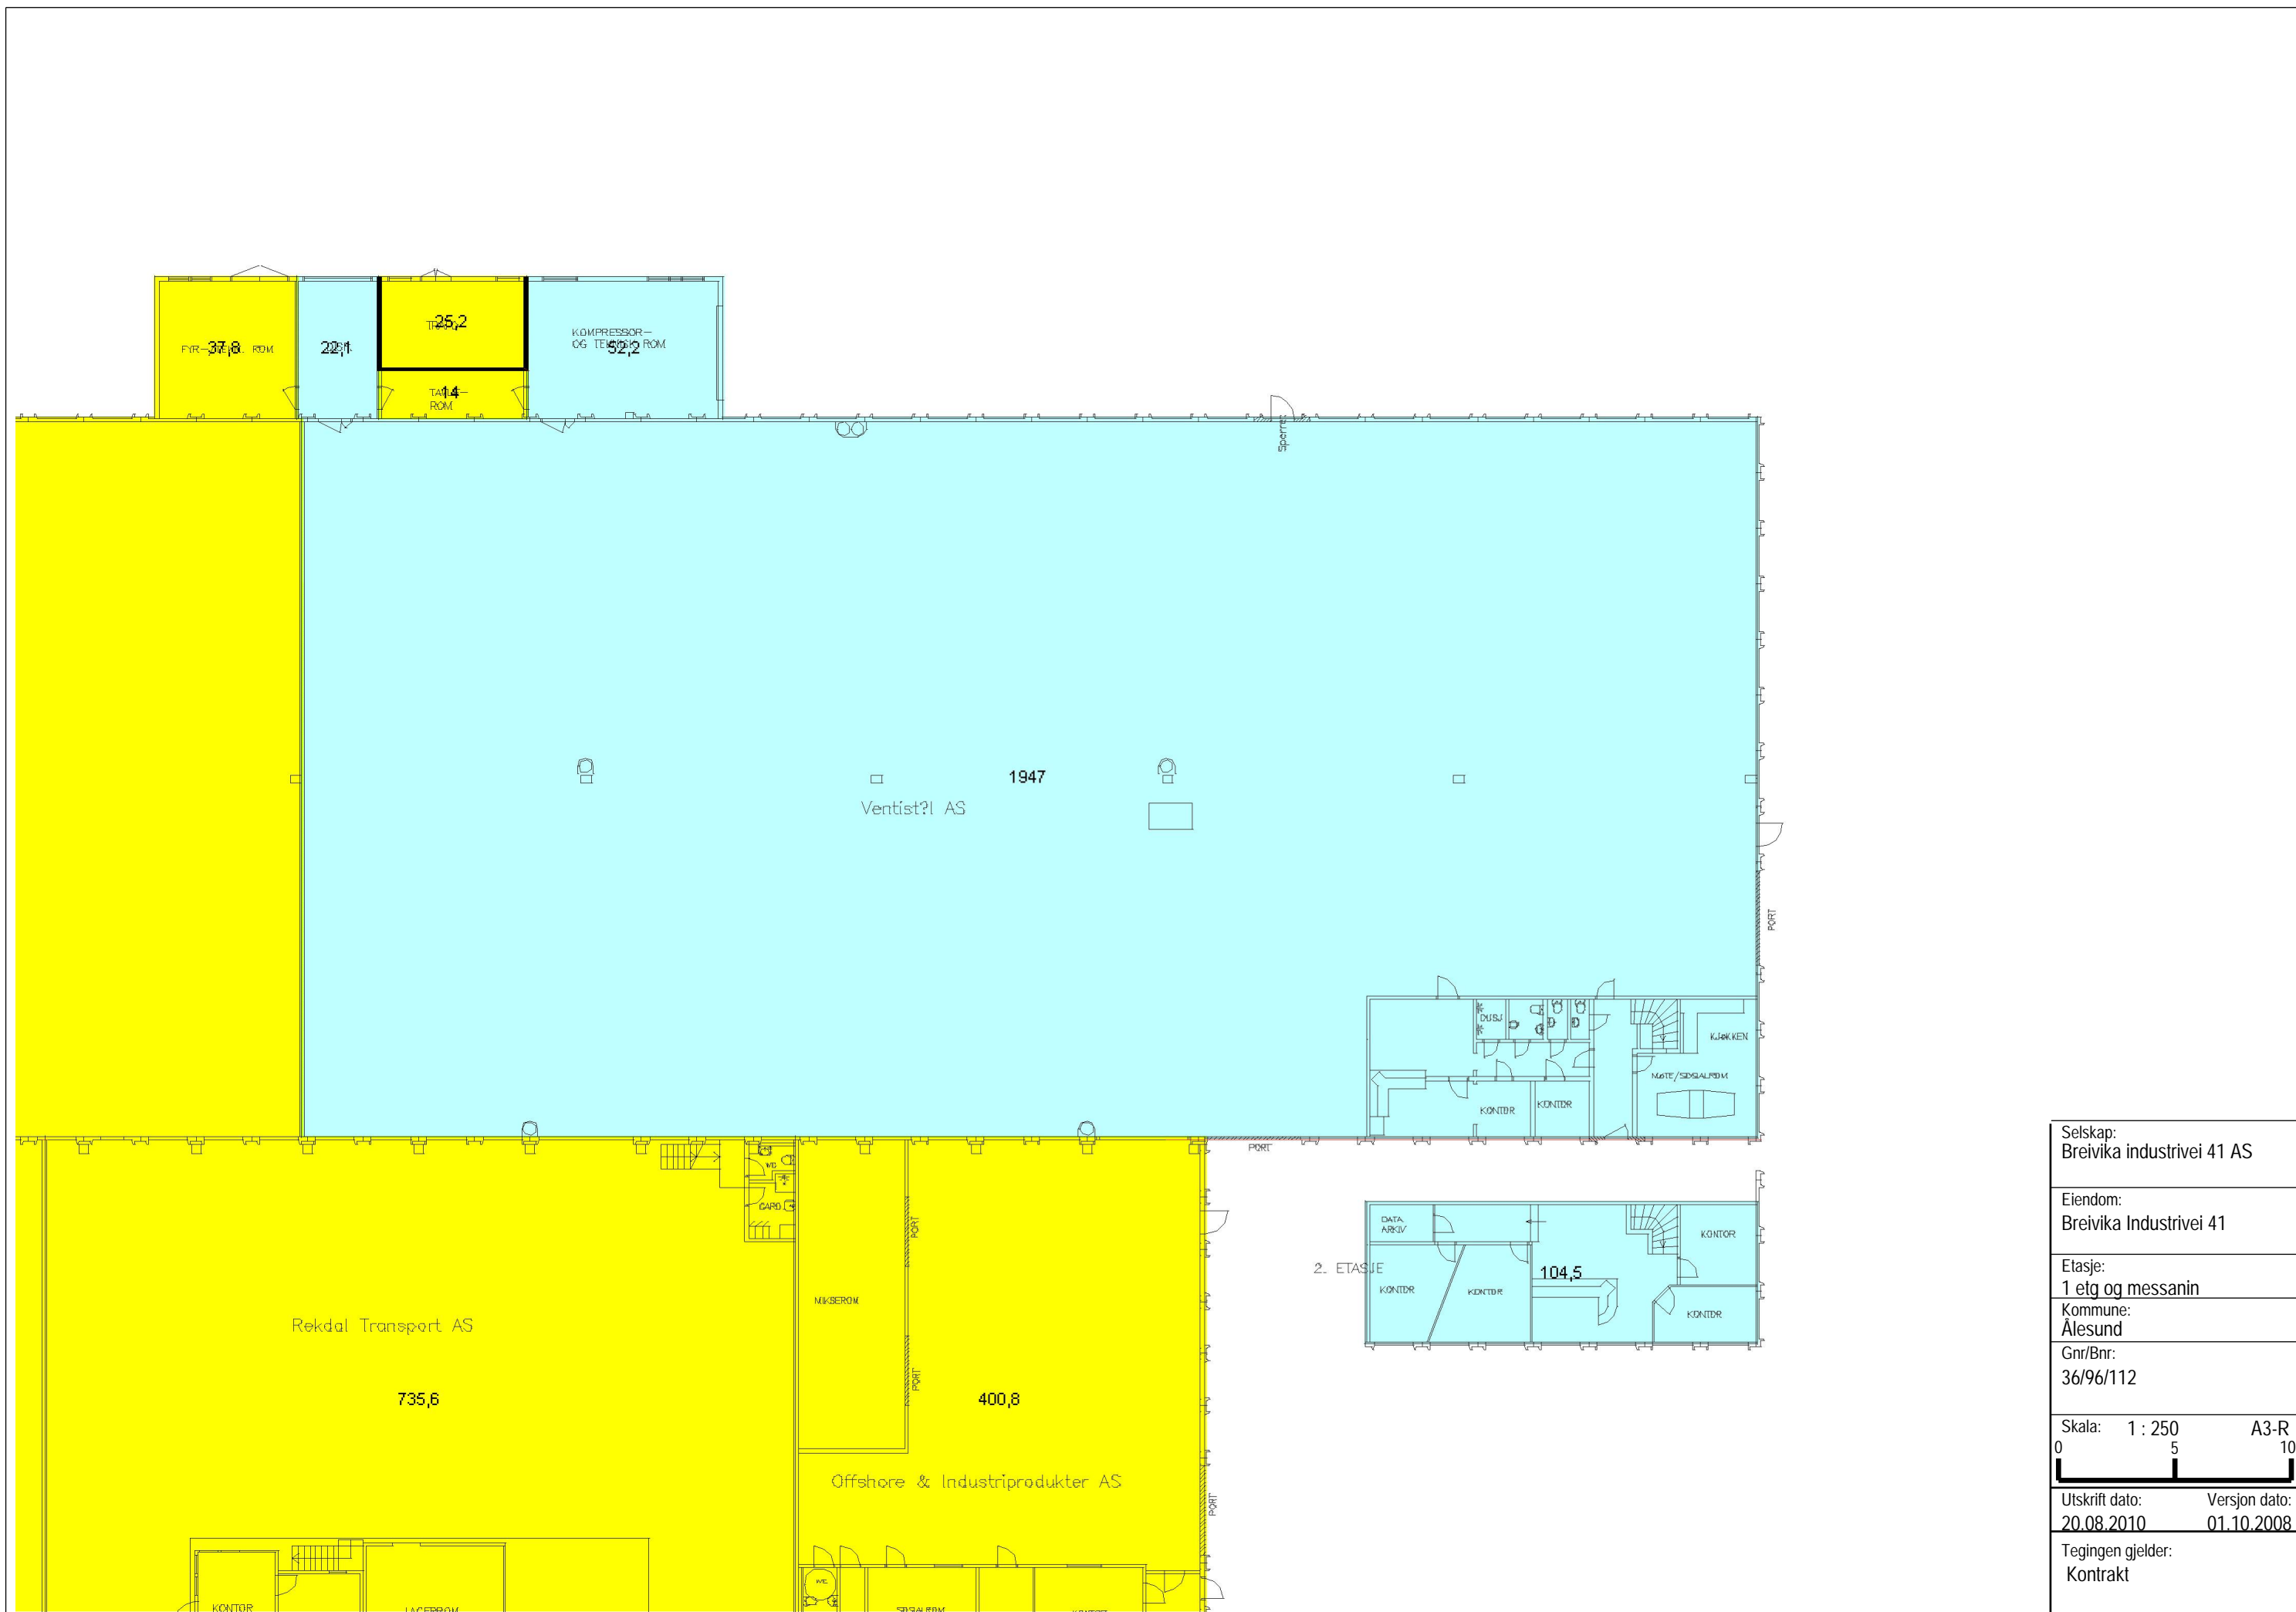 25,2
37,8
22,1
KOMPRESSOR-
OG TEKNISK ROM
52,2
14
ROM
Sperres
1947
Ventist?l AS
PORT
DUSJ
KJØKKEN
MØTE/SOSIALROM
KONTOR
KONTOR
PORT
WC
GARD.
PORT
DATA
ARKIV
KONTOR
2. ETASJE
104,5
KONTOR
KONTOR
KONTOR
MIKSEROM
Rekdal Transport AS
PORT
735,6
400,8
Offshore & Industriprodukter AS
PORT
WC
KONTOR
LAGERROM
SOSIALROM
Selskap:
Breivika industrivei 41 AS
Eiendom:
Breivika Industrivei 41
Etasje:
1 etg og messanin
Kommune:
Ålesund
Gnr/Bnr:
36/96/112
Skala: 1 : 250 A3-R
0 5 10
Utskrift dato: Versjon dato:
20.08.2010 01.10.2008
Tegingen gjelder:
Kontrakt